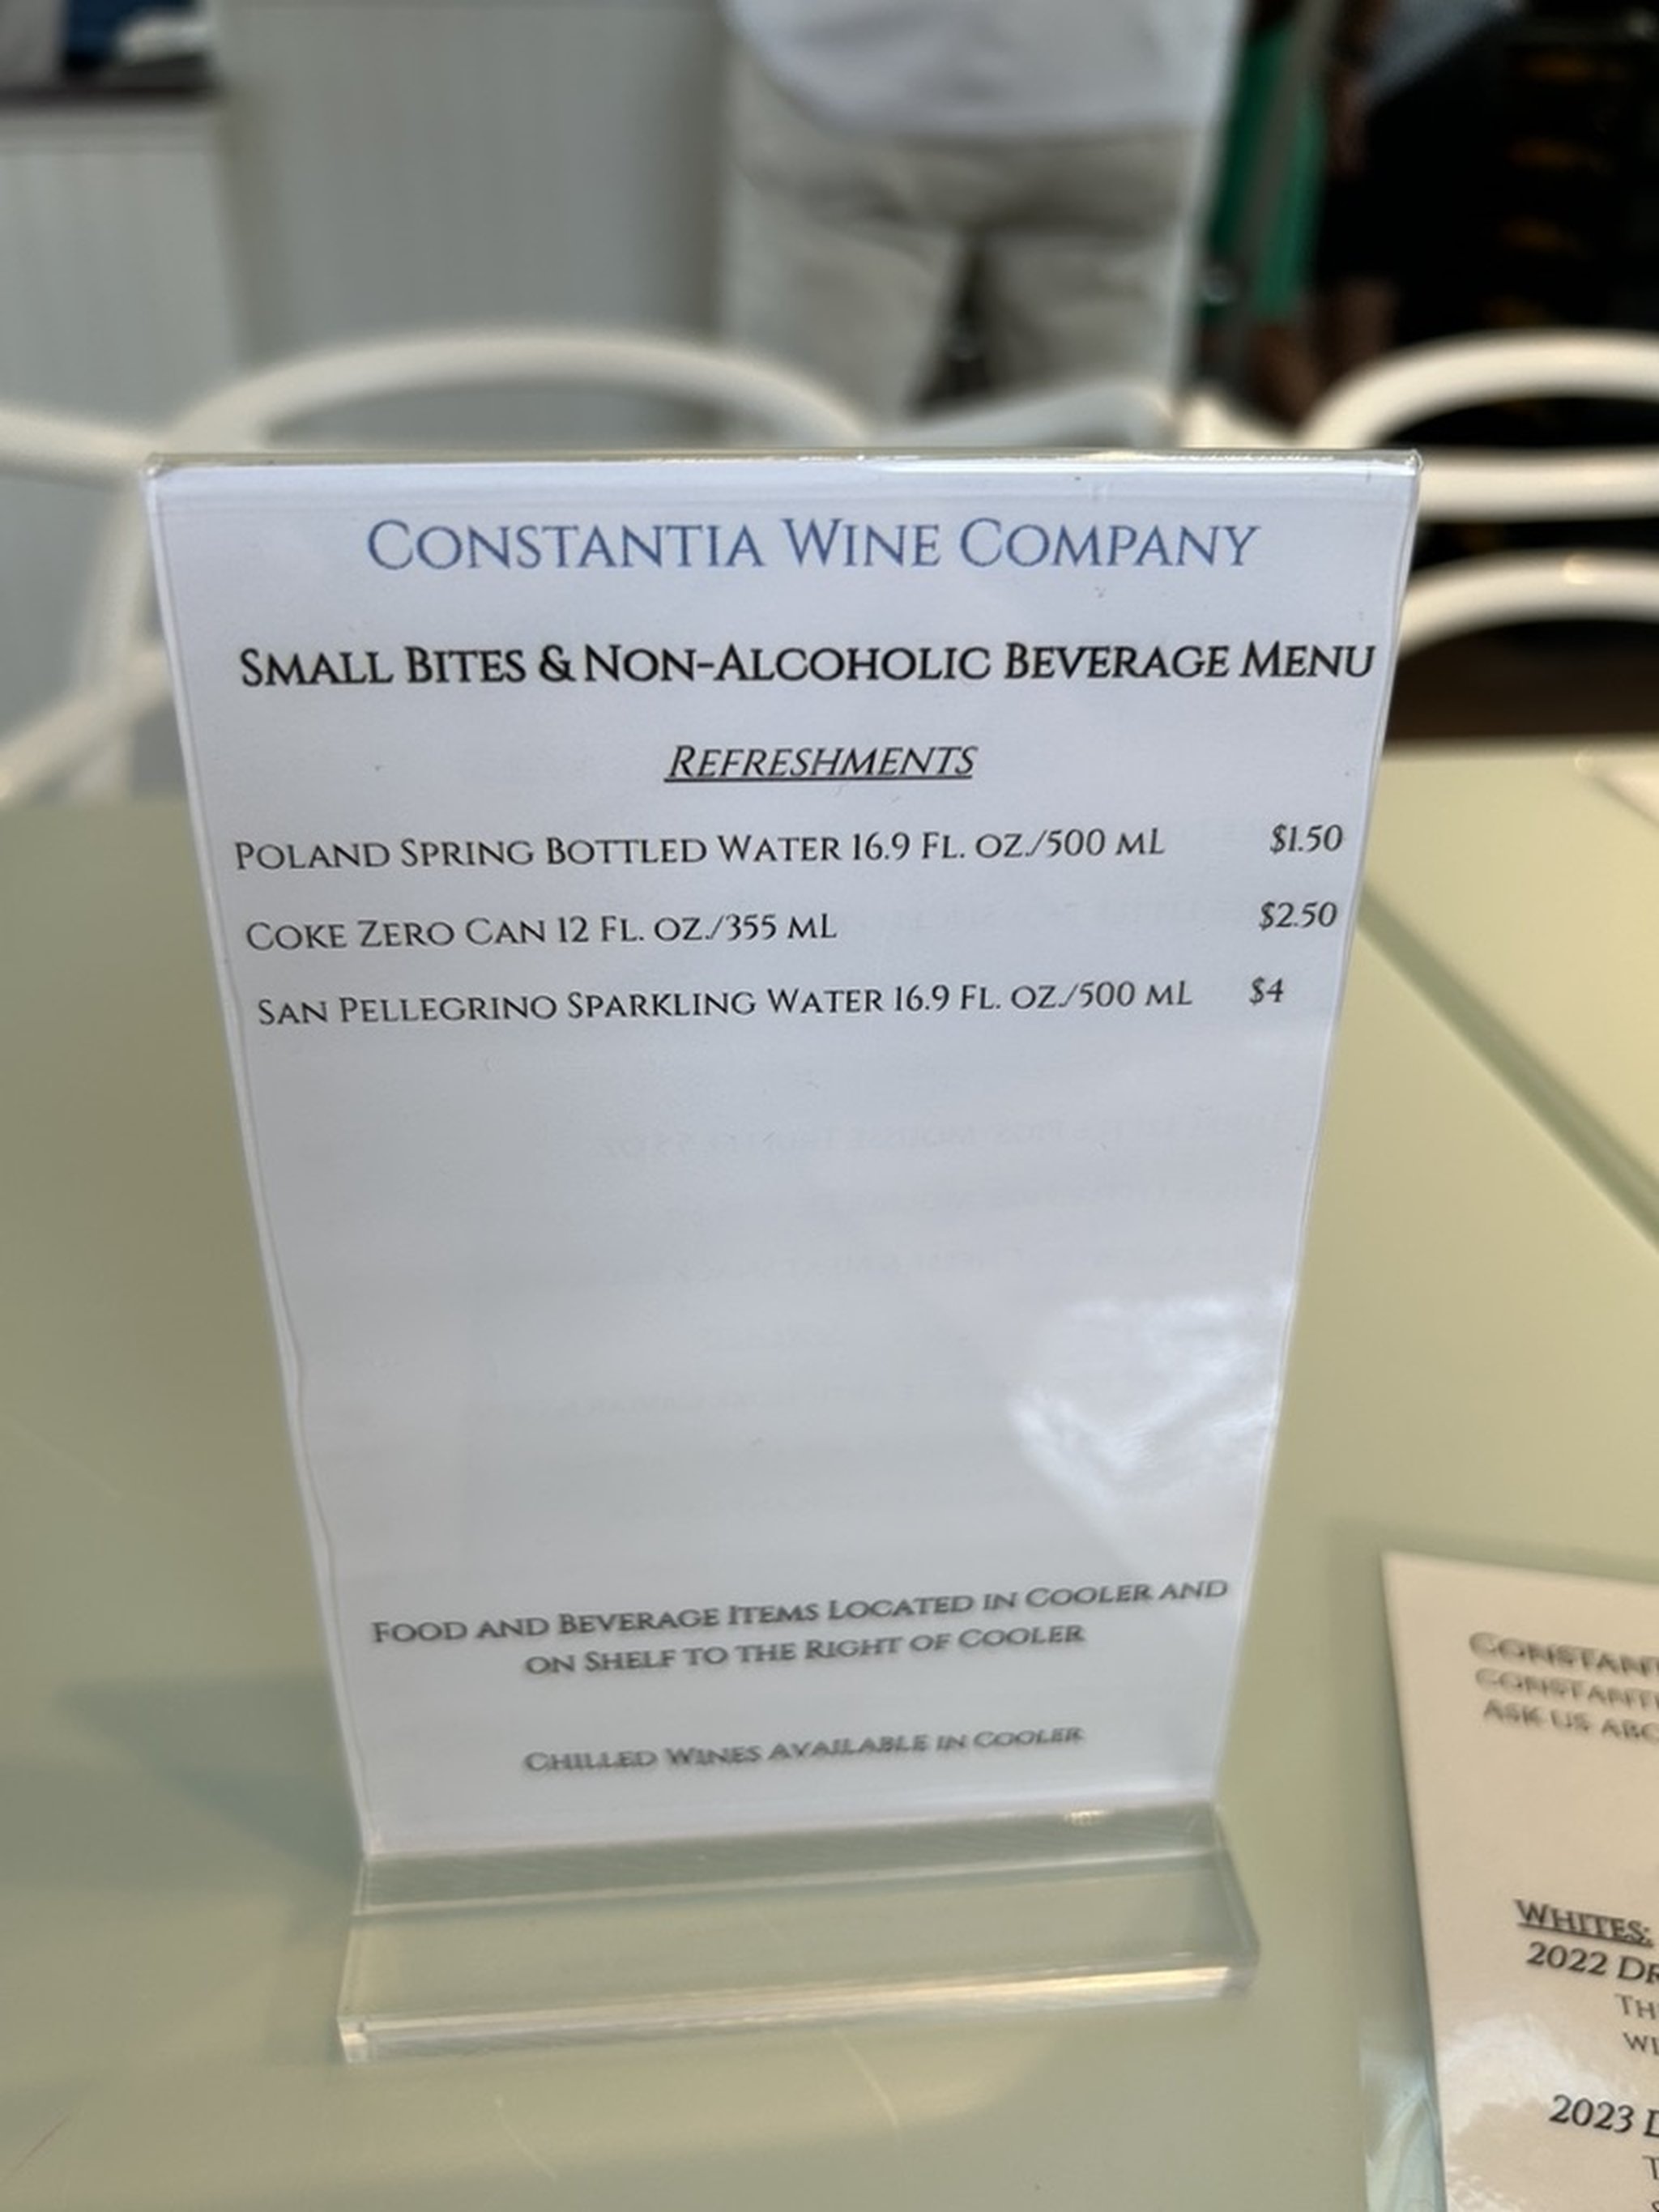 Constantia Wine Company
Small Bites & Non-Alcoholic Beverage Menu
Refreshments
Poland Spring Bottled Water 16.9 Fl. oz./500 mL $1.50
Coke Zero Can 12 Fl. oz./355 mL $2.50
San Pellegrino Sparkling Water 16.9 Fl. oz./500 mL $4
Food and Beverage Items Located in Cooler and
on Shelf to the Right of Cooler
Chilled Wines available in Cooler
Ask us
Whites:
2022
2023